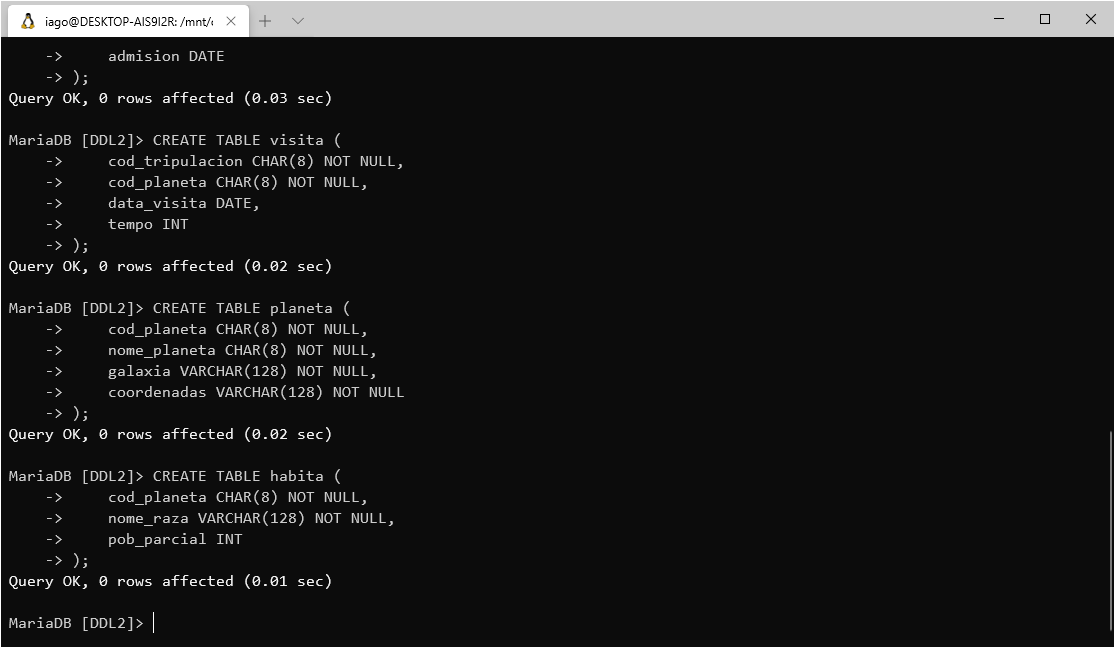 iago@DESKTOP-AIS9I2R: /mnt/
    ->     admision DATE
    -> );
Query OK, 0 rows affected (0.03 sec)
MariaDB [DDL2]> CREATE TABLE visita (
    ->     cod_tripulacion CHAR(8) NOT NULL,
    ->     cod_planeta CHAR(8) NOT NULL,
    ->     data_visita DATE,
    ->     tempo INT
    -> );
Query OK, 0 rows affected (0.02 sec)
MariaDB [DDL2]> CREATE TABLE planeta (
    ->     cod_planeta CHAR(8) NOT NULL,
    ->     nome_planeta CHAR(8) NOT NULL,
    ->     galaxia VARCHAR(128) NOT NULL,
    ->     coordenadas VARCHAR(128) NOT NULL
    -> );
Query OK, 0 rows affected (0.02 sec)
MariaDB [DDL2]> CREATE TABLE habita (
    ->     cod_planeta CHAR(8) NOT NULL,
    ->     nome_raza VARCHAR(128) NOT NULL,
    ->     pob_parcial INT
    -> );
Query OK, 0 rows affected (0.01 sec)
MariaDB [DDL2]>